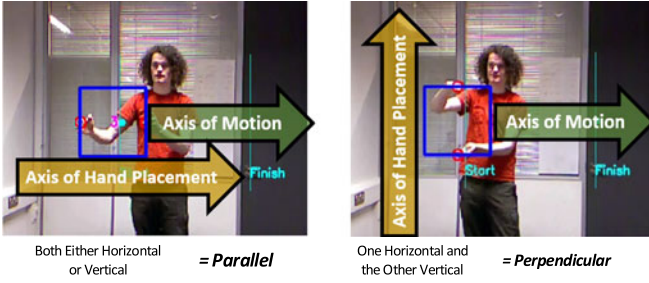 Axis of Motion
Axis of Hand Placement
Finish
Both Either Horizontal
or Vertical
= Parallel
Axis of Hand Placement
Axis of Motion
Start
Finish
One Horizontal and
the Other Vertical
= Perpendicular